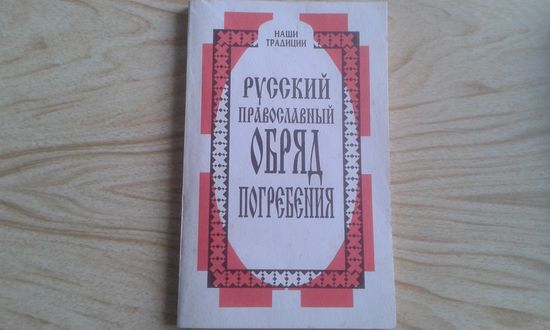 НАШИ
ТРАДИЦИИ
РУССКИЙ
ПРАВОСЛАВНЫЙ
ОБРЯД
ПОГРЕБЕНИЯ